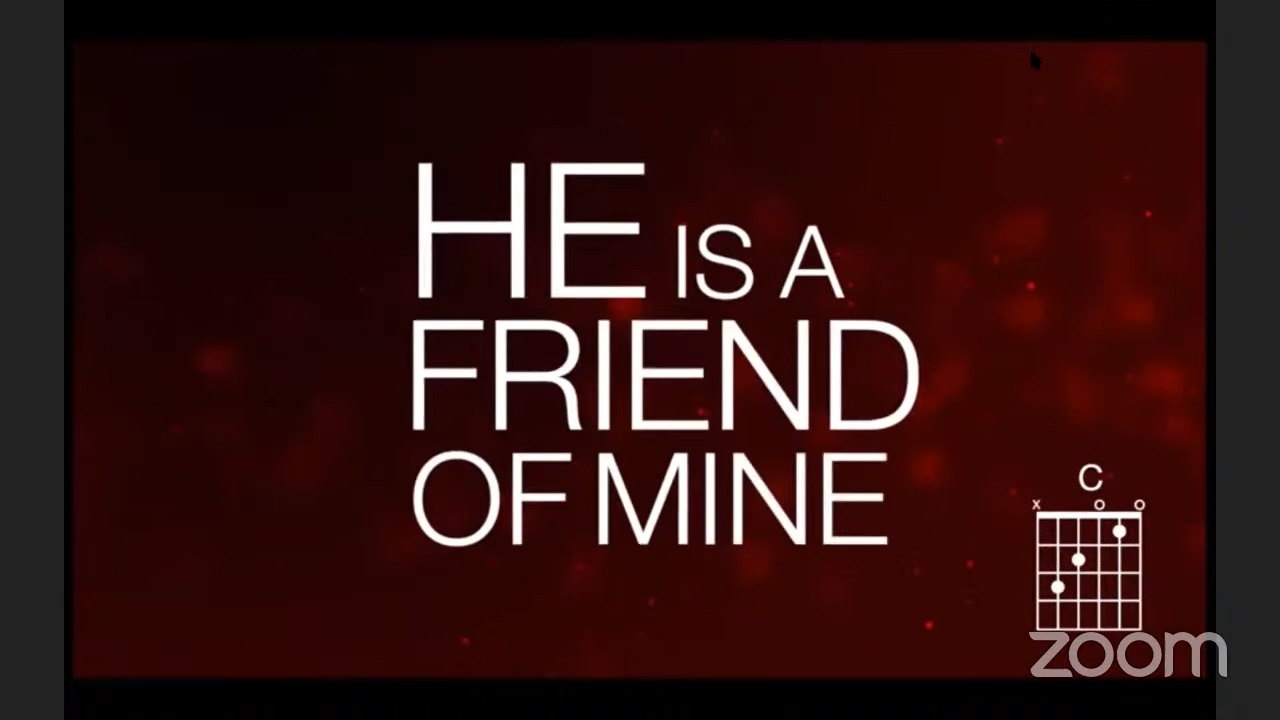 HE IS A
FRIEND
OF MINE
C
x o o
zoom